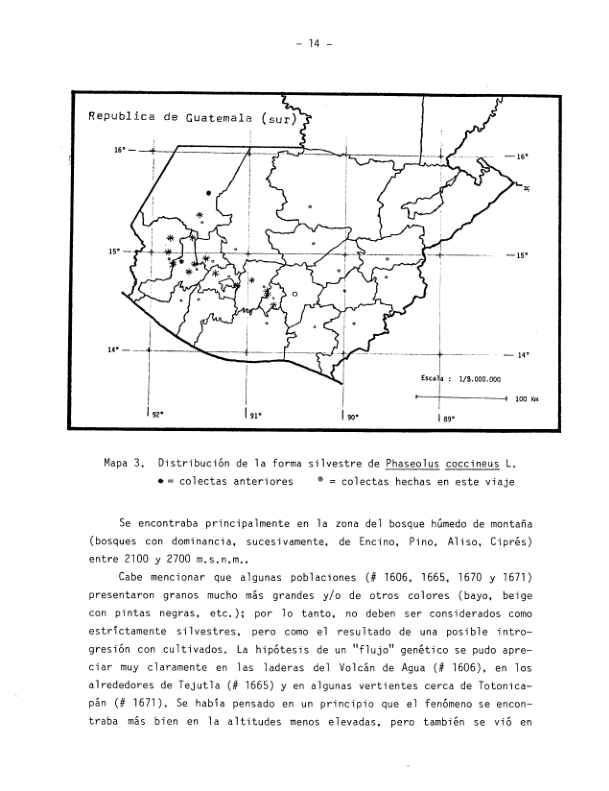 - 14 -
Republica de Guatemala (sur)
16°
16°
15°
15°
14°
14°
Escala : 1/3.000.000
100 Km
92°
91°
90°
89°
Mapa 3. Distribución de la forma silvestre de Phaseolus coccineus L.
● = colectas anteriores * = colectas hechas en este viaje
Se encontraba principalmente en la zona del bosque húmedo de montaña
(bosques con dominancia, sucesivamente, de Encino, Pino, Aliso, Ciprés)
entre 2100 y 2700 m.s.n.m..
Cabe mencionar que algunas poblaciones (# 1606, 1665, 1670 y 1671)
presentaron granos mucho más grandes y/o de otros colores (bayo, beige
con pintas negras, etc.); por lo tanto, no deben ser considerados como
estríctamente silvestres, pero como el resultado de una posible intro-
gresión con cultivados. La hipótesis de un "flujo" genético se pudo apre-
ciar muy claramente en las laderas del Volcán de Agua (# 1606), en los
alrededores de Tejutla (# 1665) y en algunas vertientes cerca de Totonica-
pán (# 1671). Se había pensado en un principio que el fenómeno se encon-
traba más bien en la altitudes menos elevadas, pero también se vió en